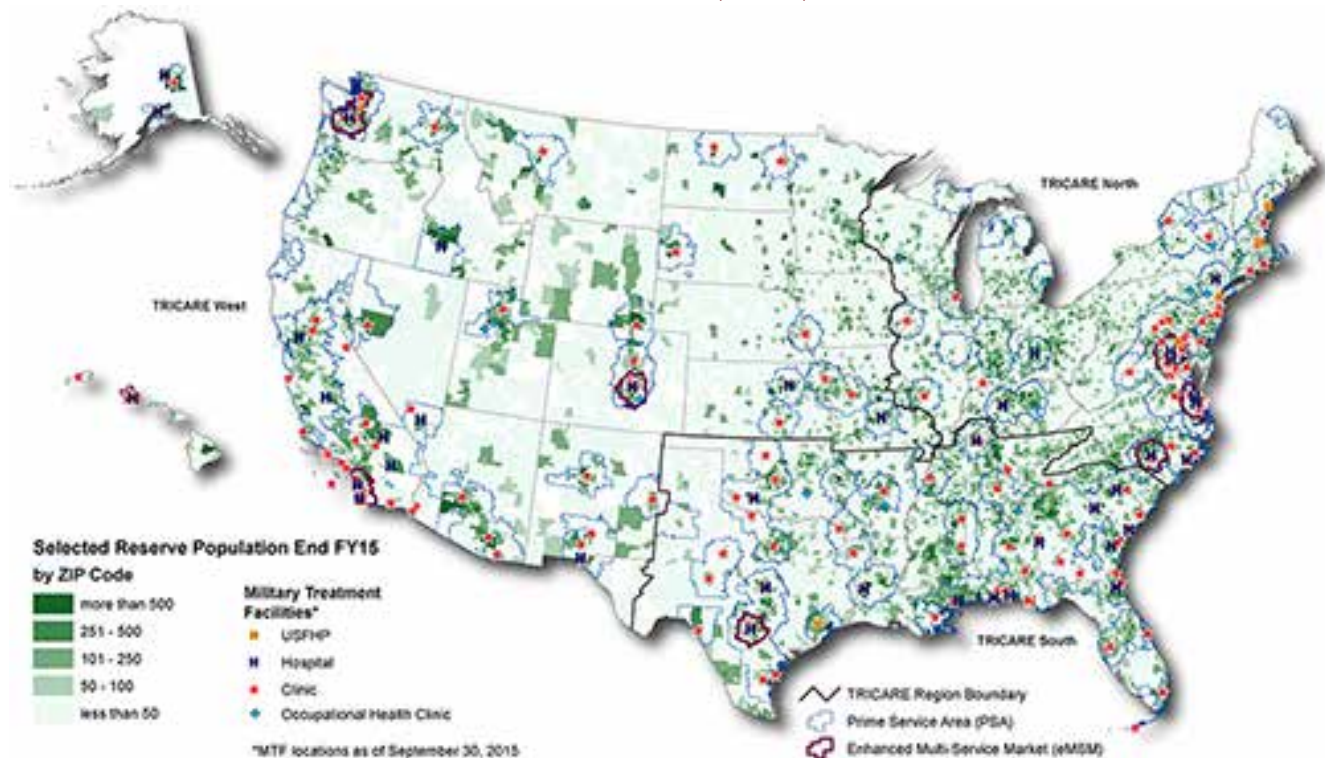 TRICARE North
TRICARE West
TRICARE South
Selected Reserve Population End FY15
by ZIP Code
more than 500
251 - 500
101 - 250
50 - 100
less than 50
Military Treatment
Facilities*
USFHP
Hospital
Clinic
Occupational Health Clinic
*MTF locations as of September 30, 2015
TRICARE Region Boundary
Prime Service Area (PSA)
Enhanced Multi-Service Market (eMSM)